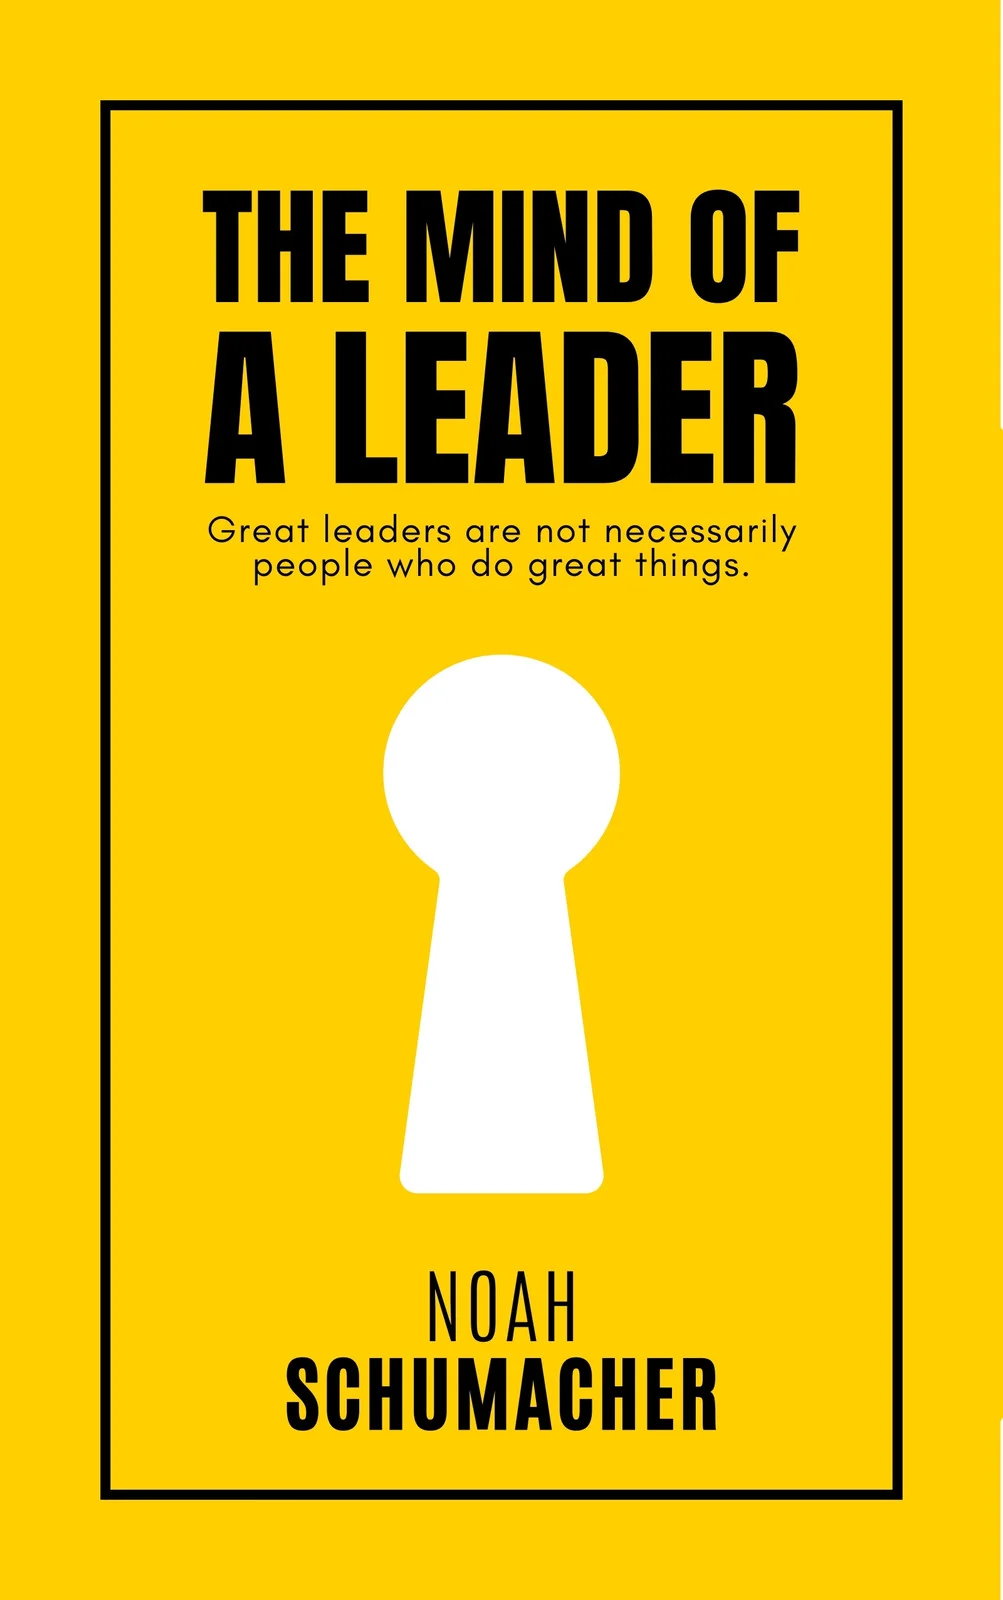 THE MIND OF
A LEADER
Great leaders are not necessarily
people who do great things.
NOAH
SCHUMACHER